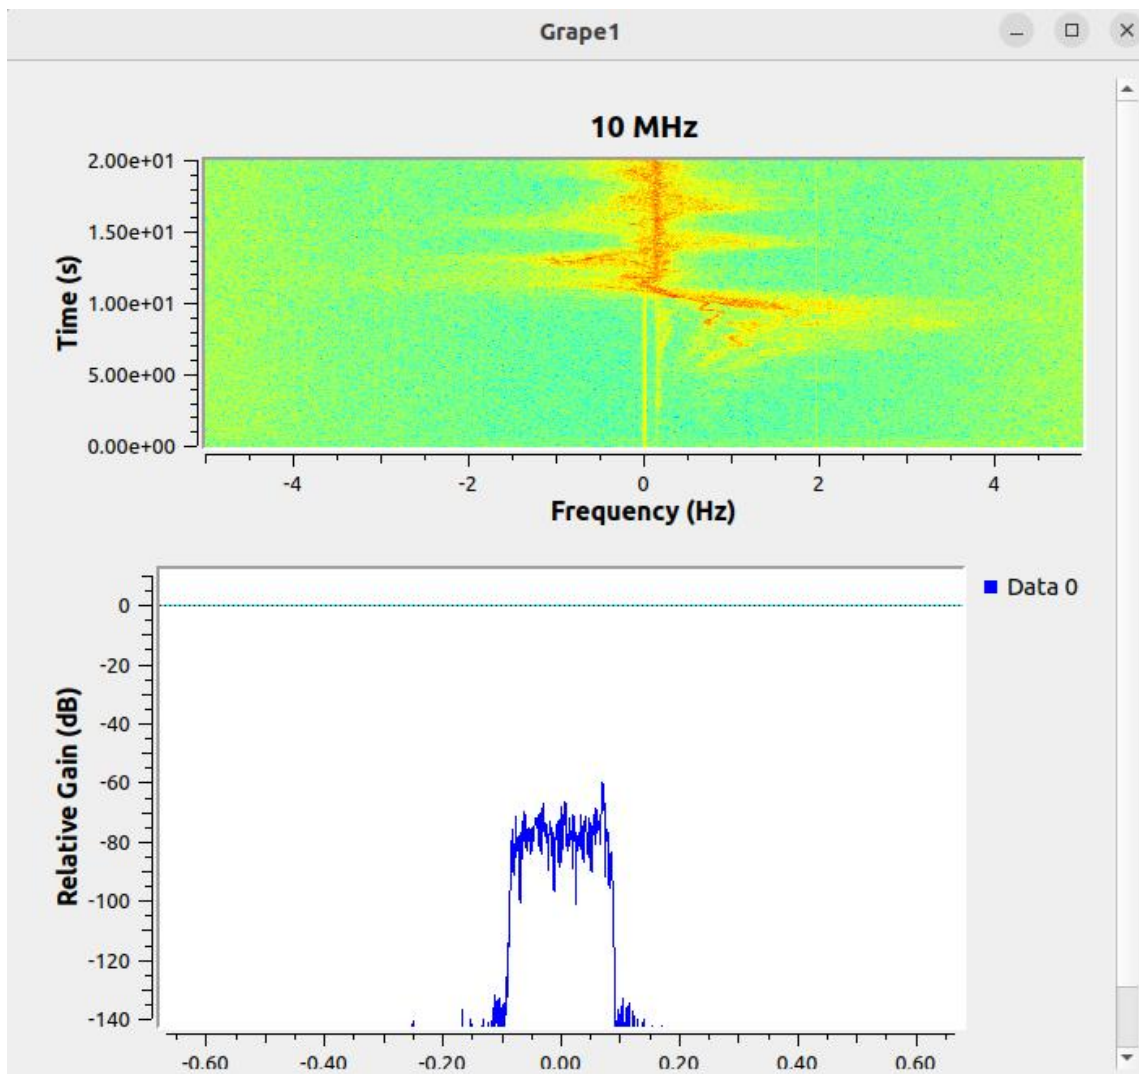 Grape1
10 MHz
2.00e+01
1.50e+01
1.00e+01
5.00e+00
0.00e+00
Time (s)
-4 -2 0 2 4
Frequency (Hz)
Data 0
0
-20
-40
-60
-80
-100
-120
-140
Relative Gain (dB)
-0.60 -0.40 -0.20 0.00 0.20 0.40 0.60